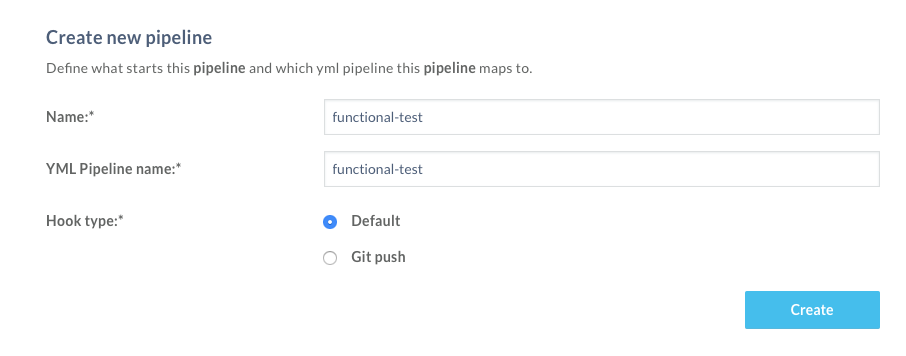 Create new pipeline
Define what starts this pipeline and which yml pipeline this pipeline maps to.
Name:* functional-test
YML Pipeline name:* functional-test
Hook type:* Default
Git push
Create